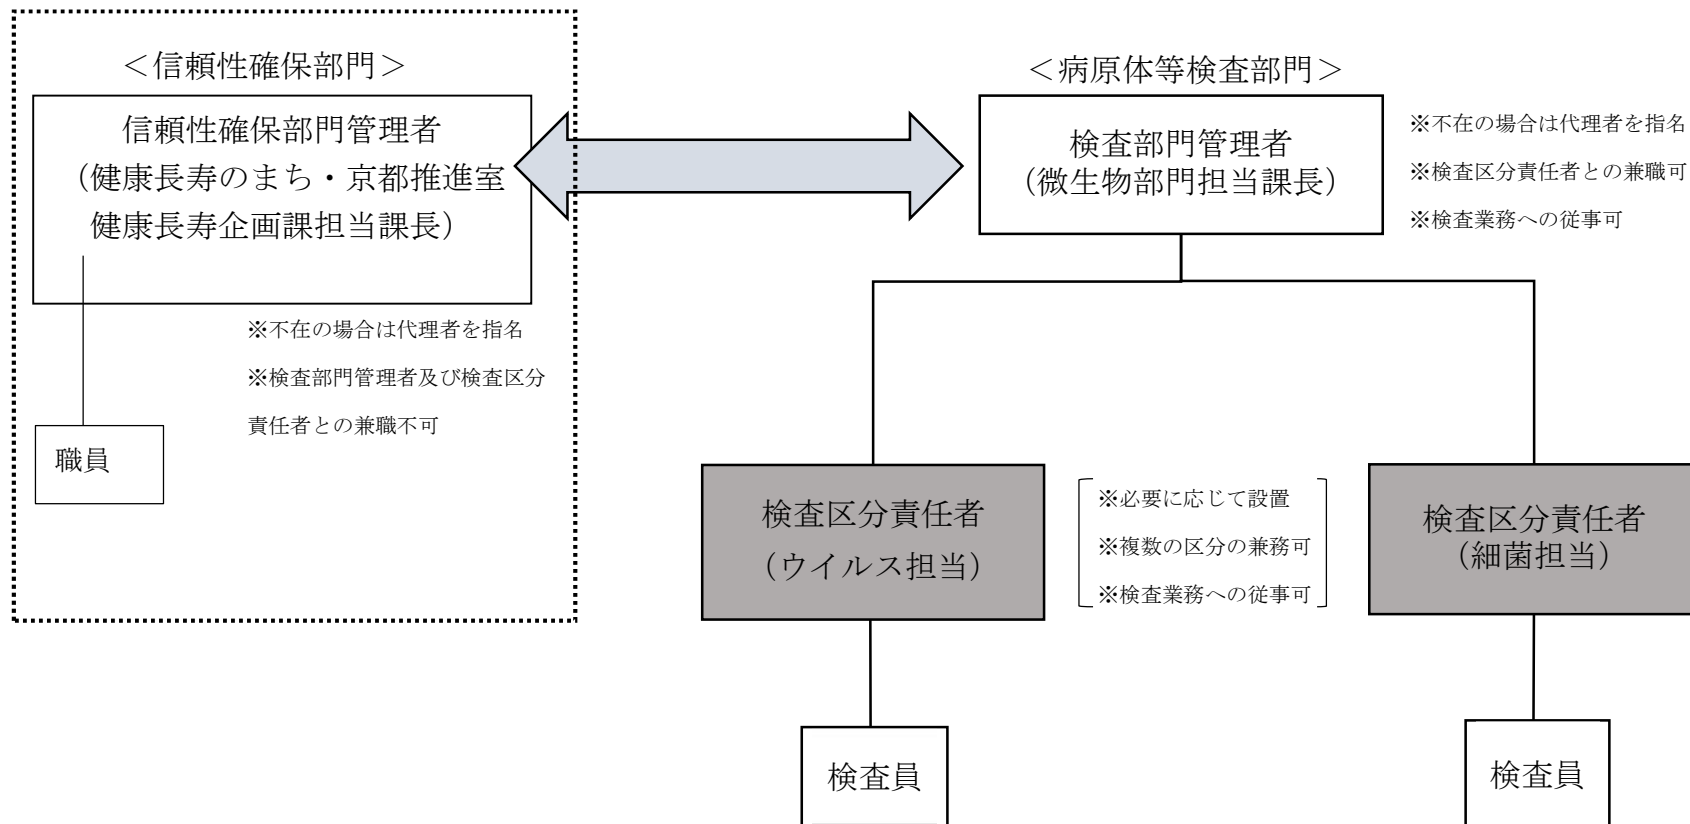 ＜信頼性確保部門＞
信頼性確保部門管理者
（健康長寿のまち・京都推進室
健康長寿企画課担当課長）
※不在の場合は代理者を指名
※検査部門管理者及び検査区分
責任者との兼職不可
職員
＜病原体等検査部門＞
検査部門管理者
（微生物部門担当課長）
※不在の場合は代理者を指名
※検査区分責任者との兼職可
※検査業務への従事可
検査区分責任者
（ウイルス担当）
※必要に応じて設置
※複数の区分の兼務可
※検査業務への従事可
検査区分責任者
（細菌担当）
検査員
検査員